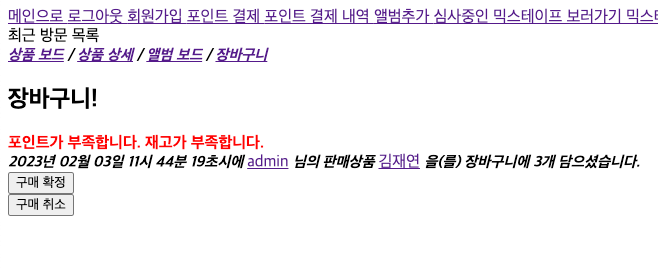 메인으로 로그아웃 회원가입 포인트 결제 포인트 결제 내역 앨범추가 심사중인 믹스테이프 보러가기
최근 방문 목록
상품 보드 / 상품 상세 / 앨범 보드 / 장바구니
장바구니!
포인트가 부족합니다. 재고가 부족합니다.
2023년 02월 03일 11시 44분 19초시에 admin 님의 판매상품 김재연 을(를) 장바구니에 3개 담으셨습니다.
구매 확정
구매 취소